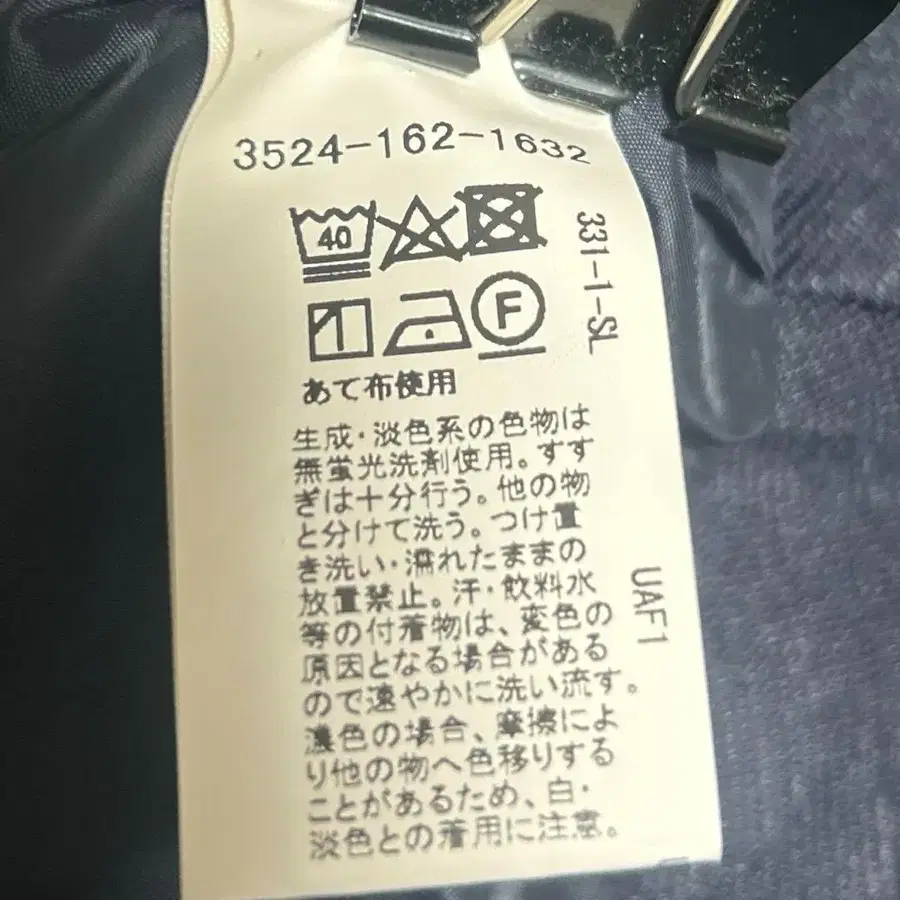 3524-162-1632
331-1-SL
40
F
あて布使用
生成・淡色系の色物は
無蛍光洗剤使用。すす
ぎは十分行う。他の物
と分けて洗う。つけ置
き洗い・濡れたままの
放置禁止。汗・飲料水
等の付着物は、変色の
原因となる場合がある
ので速やかに洗い流す。
濃色の場合、摩擦によ
り他の物へ色移りする
ことがあるため、白・
淡色との着用に注意。
UAF1